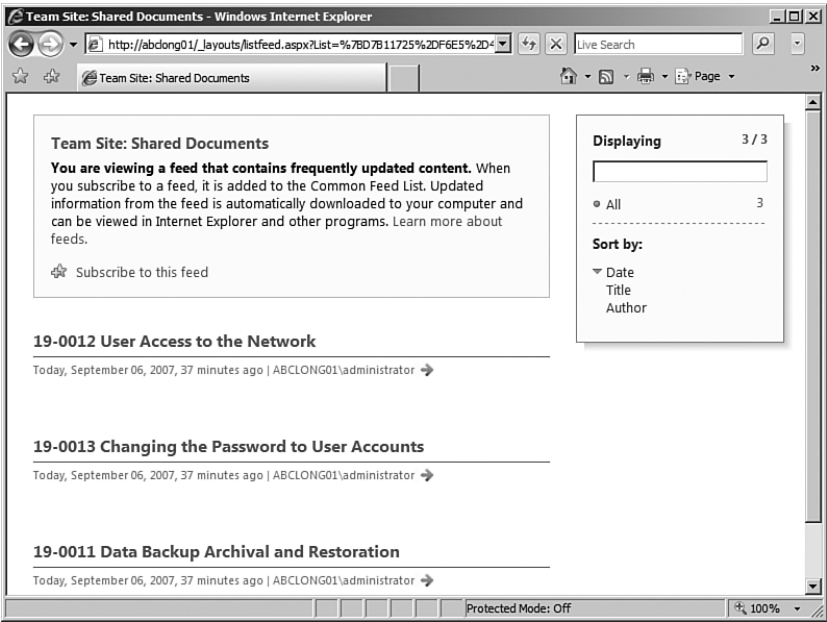 Team Site: Shared Documents - Windows Internet Explorer
http://abclong01/_layouts/listfeed.aspx?List=%7BD7B11725%2DF6E5%2D4
Live Search
Team Site: Shared Documents
Page
»
Team Site: Shared Documents
You are viewing a feed that contains frequently updated content. When
you subscribe to a feed, it is added to the Common Feed List. Updated
information from the feed is automatically downloaded to your computer and
can be viewed in Internet Explorer and other programs. Learn more about
feeds.
Subscribe to this feed
Displaying 3 / 3
All 3
Sort by:
Date
Title
Author
19-0012 User Access to the Network
Today, September 06, 2007, 37 minutes ago | ABCLONG01\administrator
19-0013 Changing the Password to User Accounts
Today, September 06, 2007, 37 minutes ago | ABCLONG01\administrator
19-0011 Data Backup Archival and Restoration
Today, September 06, 2007, 37 minutes ago | ABCLONG01\administrator
Protected Mode: Off
100%